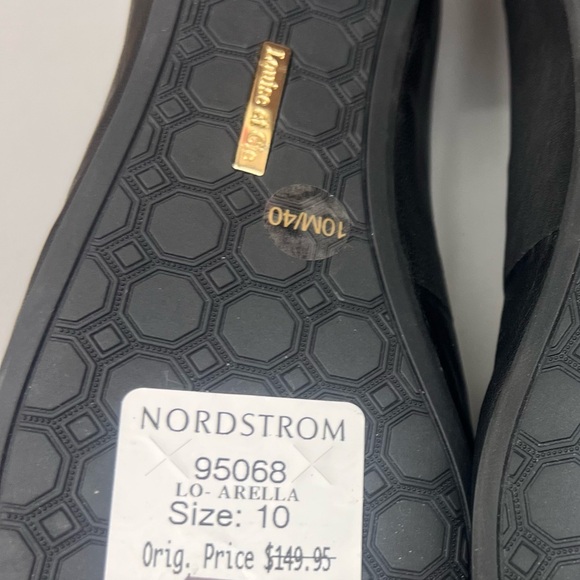 Louise et Cie
10M/40
NORDSTROM
95068
LO- ARELLA
Size: 10
Orig. Price $149.95